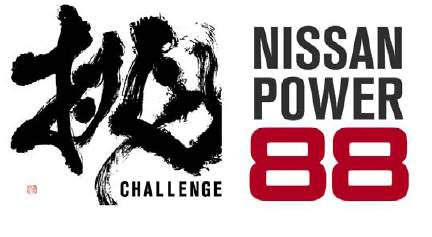 挑
CHALLENGE
NISSAN
POWER
88